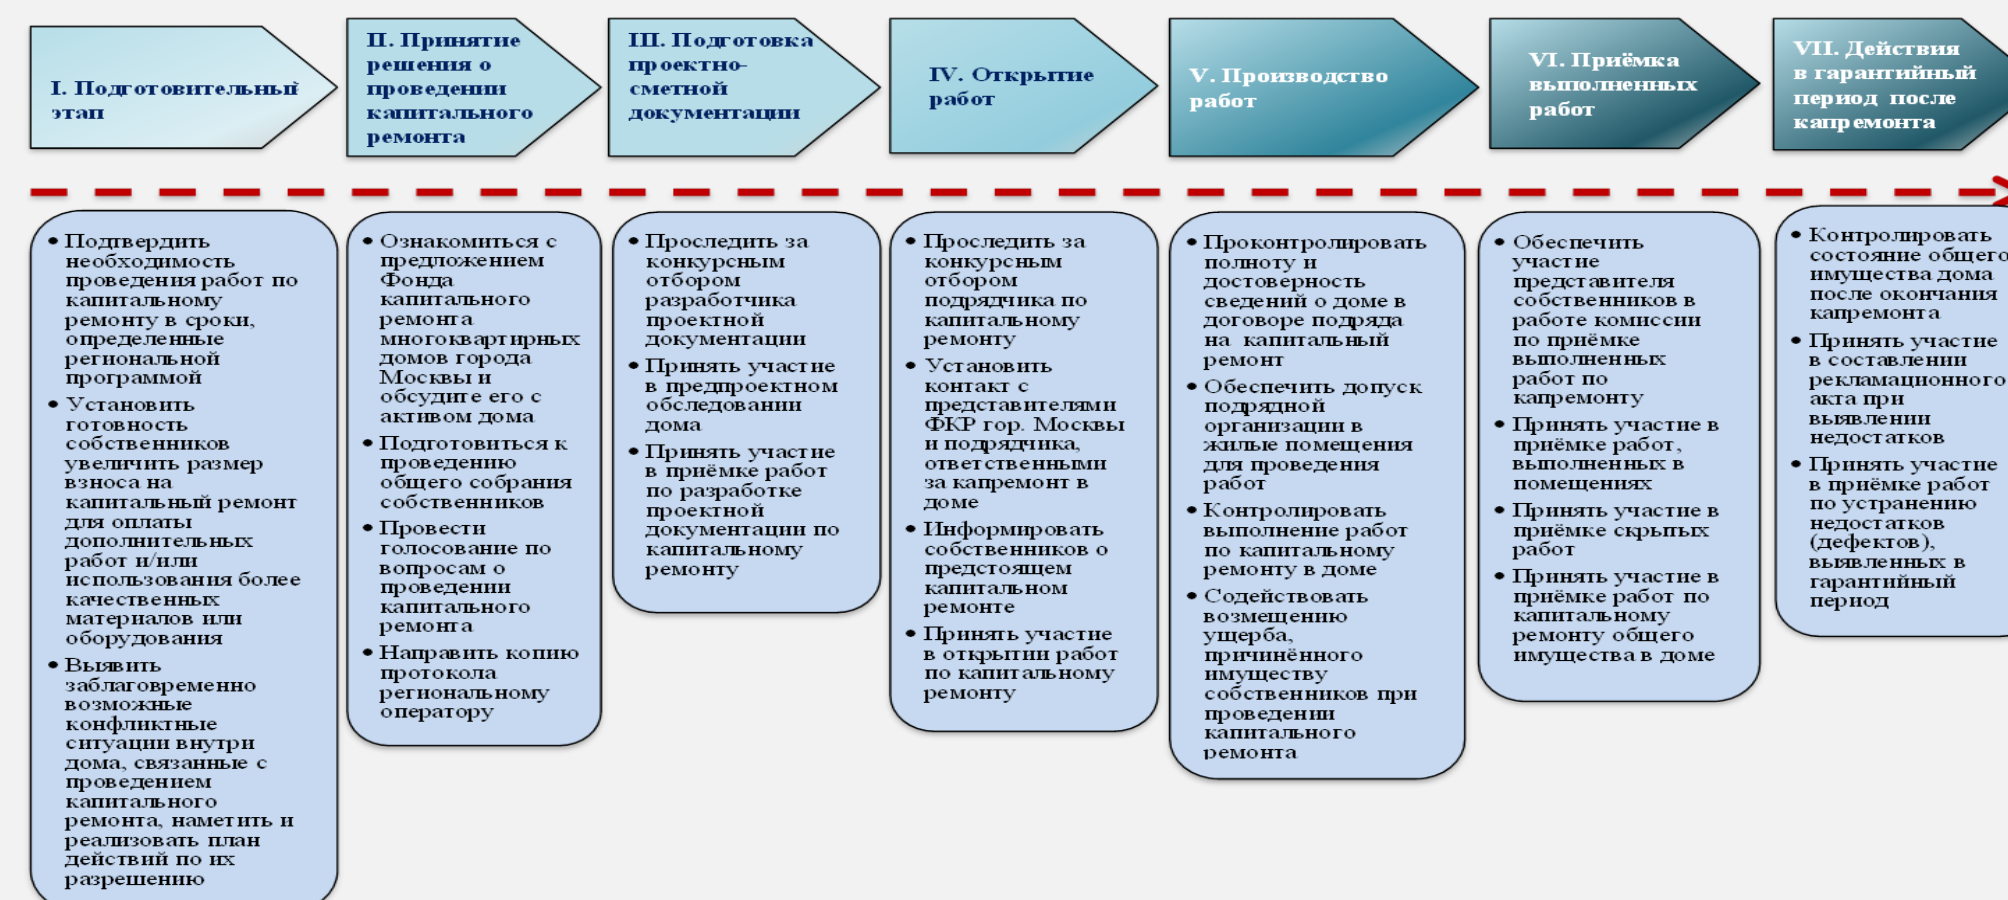 I. Подготовительный
этап
II. Принятие
решения о
проведении
капитального
ремонта
III. Подготовка
проектно-
сметной
документации
IV. Открытие
работ
V. Производство
работ
VI. Приёмка
выполненных
работ
VII. Действия
в гарантийный
период после
капремонта
• Подтвердить
необходимость
проведения работ по
капитальному
ремонту в сроки,
определенные
региональной
программой
• Установить
готовность
собственников
увеличить размер
взноса на
капитальный ремонт
для оплаты
дополнительных
работ и/или
использования более
качественных
материалов или
оборудования
• Выявить
заблаговременно
возможные
конфликтные
ситуации внутри
дома, связанные с
проведением
капитального
ремонта, наметить и
реализовать план
действий по их
разрешению
• Ознакомиться с
предложением
Фонда
капитального
ремонта
многоквартирных
домов города
Москвы и
обсудите его с
активом дома
• Подготовиться к
проведению
общего собрания
собственников
• Провести
голосование по
вопросам о
проведении
капитального
ремонта
• Направить копию
протокола
региональному
оператору
• Проследить за
конкурсным
отбором
разработчика
проектной
документации
• Принять участие
в предпроектном
обследовании
дома
• Принять участие
в приёмке работ
по разработке
проектной
документации по
капитальному
ремонту
• Проследить за
конкурсным
отбором
подрядчика по
капитальному
ремонту
• Установить
контакт с
представителями
ФКР гор. Москвы
и подрядчика,
ответственными
за капремонт в
доме
• Информировать
собственников о
предстоящем
капитальном
ремонте
• Принять участие
в открытии работ
по капитальному
ремонту
• Проконтролировать
полноту и
достоверность
сведений о доме в
договоре подряда
на капитальный
ремонт
• Обеспечить допуск
подрядной
организации в
жилые помещения
для проведения
работ
• Контролировать
выполнение работ
по капитальному
ремонту в доме
• Содействовать
возмещению
ущерба,
причинённого
имуществу
собственников при
проведении
капитального
ремонта
• Обеспечить
участие
представителя
собственников в
работе комиссии
по приёмке
выполненных
работ по
капремонту
• Принять участие в
приёмке работ,
выполненных в
помещениях
• Принять участие в
приёмке скрытых
работ
• Принять участие в
приёмке работ по
капитальному
ремонту общего
имущества в доме
• Контролировать
состояние общего
имущества дома
после окончания
капремонта
• Принять участие
в составлении
рекламационного
акта при
выявлении
недостатков
• Принять участие
в приёмке работ
по устранению
недостатков
(дефектов),
выявленных в
гарантийный
период